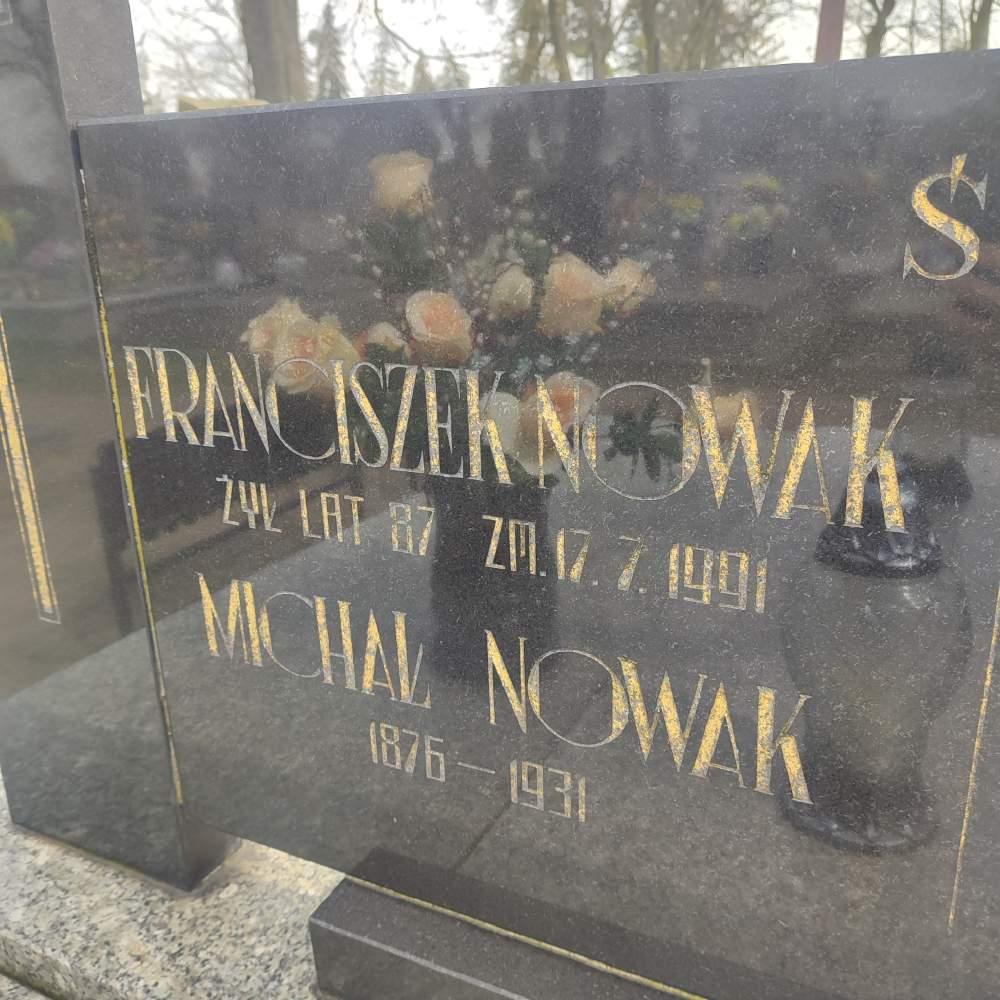 Ś
FRANCISZEK NOWAK
ŻYŁ LAT 87 ZM. 17. 7. 1991
MICHAŁ NOWAK
1876 — 1931